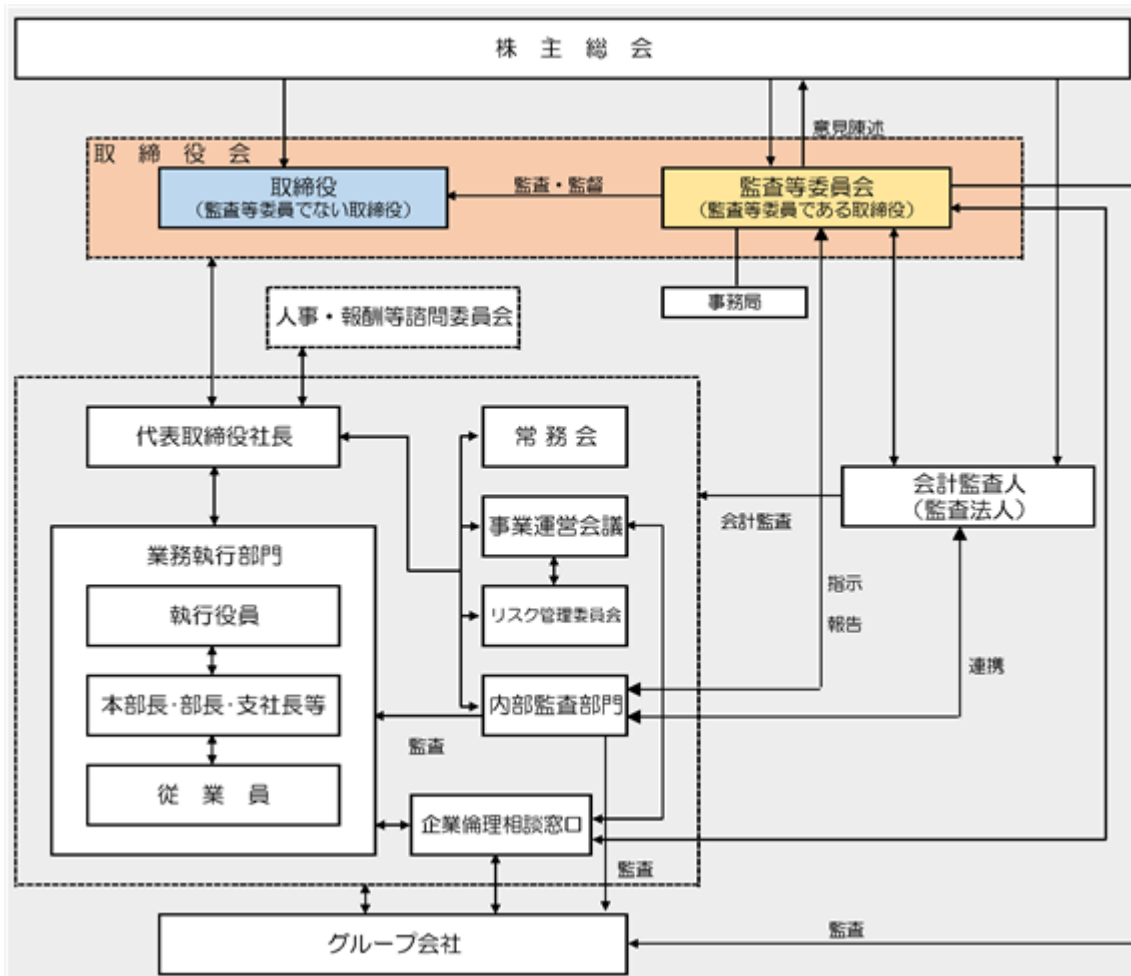 株主総会
意見陳述
取締役会
取締役
（監査等委員でない取締役）
監査・監督
監査等委員会
（監査等委員である取締役）
事務局
人事・報酬等諮問委員会
代表取締役社長
常務会
会計監査人
（監査法人）
会計監査
事業運営会議
業務執行部門
指示
執行役員
リスク管理委員会
報告
連携
本部長・部長・支社長等
内部監査部門
監査
従業員
企業倫理相談窓口
監査
グループ会社
監査